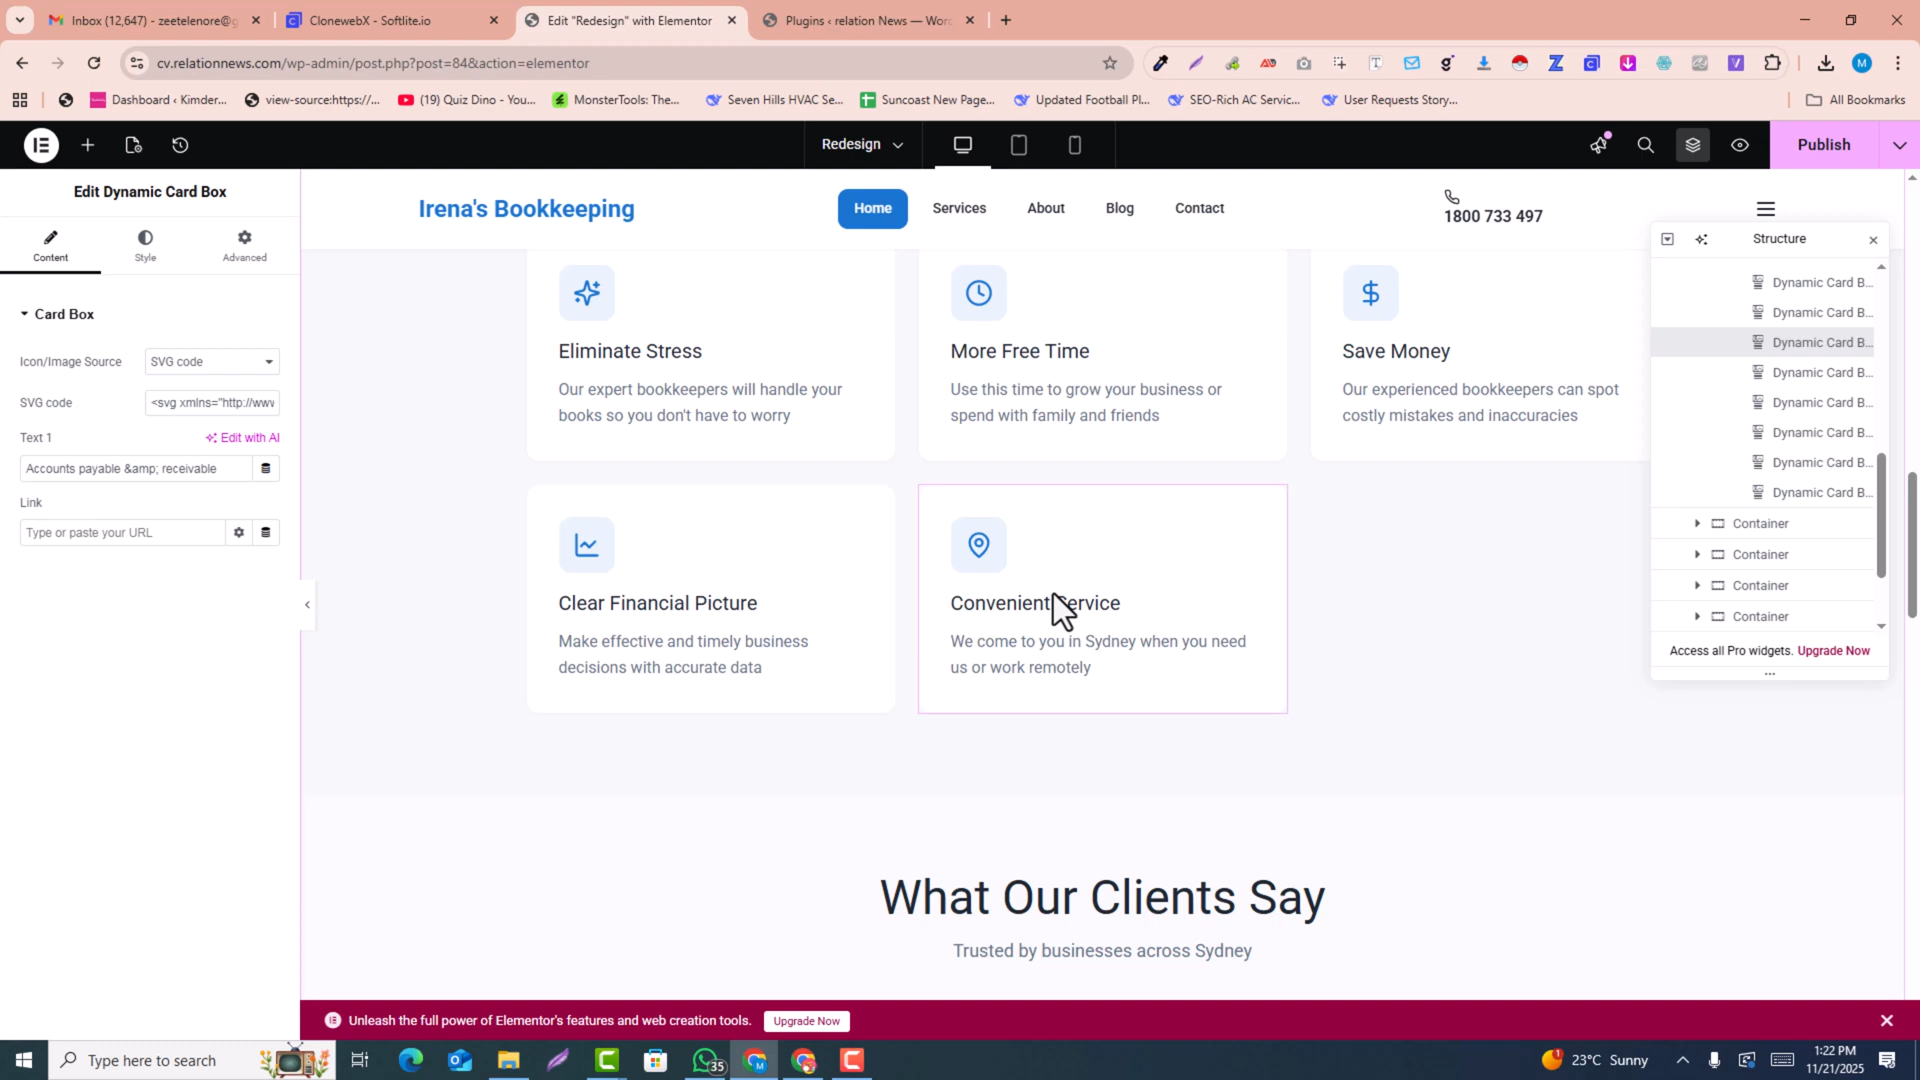 Inbox (12,647) - zeetelenore@g
ClonewebX - Softlite.io
Edit "Redesign" with Elementor
Plugins ‹ relation News — Worc
cv.relationnews.com/wp-admin/post.php?post=84&action=elementor
Dashboard ‹ Kimder...
view-source:https://...
(19) Quiz Dino - You...
MonsterTools: The...
Seven Hills HVAC Se...
Suncoast New Page...
Updated Football Pl...
SEO-Rich AC Servic...
User Requests Story...
All Bookmarks
Redesign
Publish
Edit Dynamic Card Box
Content
Style
Advanced
Card Box
Icon/Image Source
SVG code
SVG code
<svg xmlns="http://www
Text 1
Edit with AI
Accounts payable &amp; receivable
Link
Type or paste your URL
Irena's Bookkeeping
Home
Services
About
Blog
Contact
1800 733 497
Eliminate Stress
Our expert bookkeepers will handle your
books so you don't have to worry
More Free Time
Use this time to grow your business or
spend with family and friends
Save Money
Our experienced bookkeepers can spot
costly mistakes and inaccuracies
Clear Financial Picture
Make effective and timely business
decisions with accurate data
Convenient Service
We come to you in Sydney when you need
us or work remotely
What Our Clients Say
Trusted by businesses across Sydney
Structure
Dynamic Card B...
Dynamic Card B...
Dynamic Card B...
Dynamic Card B...
Dynamic Card B...
Dynamic Card B...
Dynamic Card B...
Dynamic Card B...
Container
Container
Container
Container
Access all Pro widgets. Upgrade Now
Unleash the full power of Elementor's features and web creation tools.
Upgrade Now
Type here to search
35
23°C Sunny
1:22 PM
11/21/2025